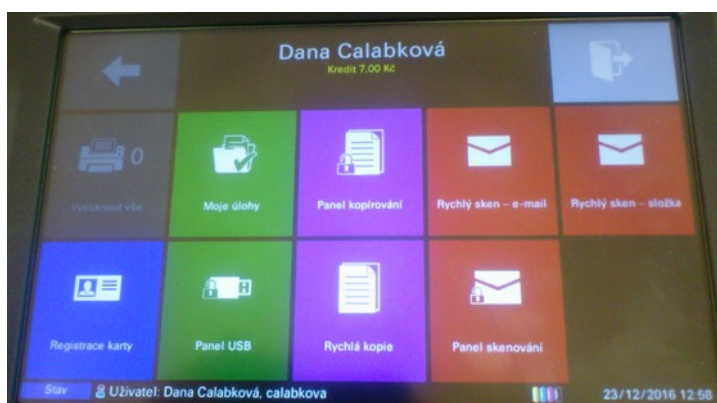 Dana Calabková
Kredit 7,00 Kč
0
Vytisknout vše
Moje úlohy
Panel kopírování
Rychlý sken – e-mail
Rychlý sken – složka
H
Registrace karty
Panel USB
Rychlá kopie
Panel skenování
Stav
Uživatel: Dana Calabková, calabkova
23/12/2016 12:58